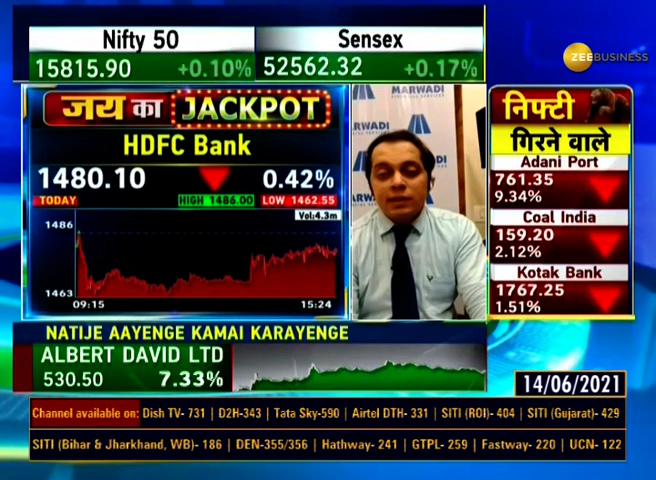 Nifty 50
Sensex
15815.90 +0.10%
52562.32 +0.17%
ZEEBUSINESS
जय का JACKPOT
HDFC Bank
1480.10 0.42%
TODAY HIGH 1486.00 LOW 1462.55
Vol:4.3m
1486
1463
09:15 15:24
MARWADI
FINANCIAL SERVICES
MARWADI
निफ्टी
गिरने वाले
Adani Port
761.35
9.34%
Coal India
159.20
2.12%
Kotak Bank
1767.25
1.51%
NATIJE AAYENGE KAMAI KARAYENGE
ALBERT DAVID LTD
530.50 7.33%
14/06/2021
Channel available on: Dish TV- 731 | D2H-343 | Tata Sky-590 | Airtel DTH- 331 | SITI (ROI)- 404 | SITI (Gujarat)- 429
SITI (Bihar & Jharkhand, WB)- 186 | DEN-355/356 | Hathway- 241 | GTPL- 259 | Fastway- 220 | UCN- 122